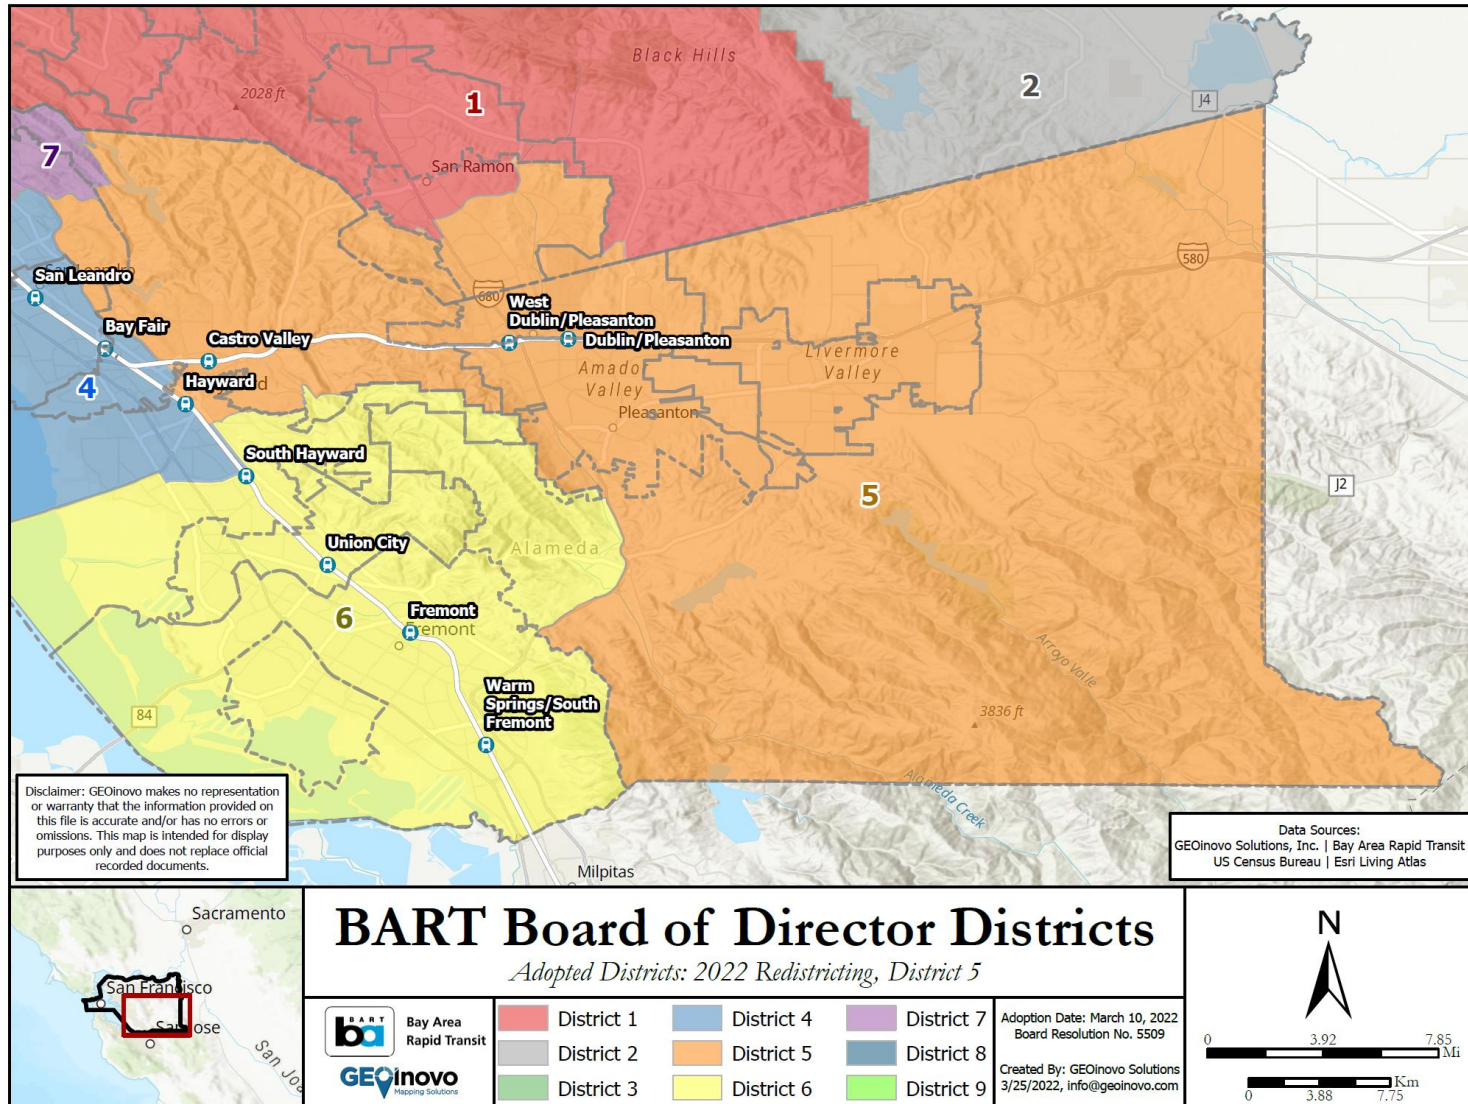 Black Hills
2
1
2028 ft
J4
7
San Ramon
580
San Leandro
680
West
Dublin/Pleasanton
Bay Fair
Castro Valley
Dublin/Pleasanton
Livermore
Valley
Amado
Valley
4
Hayward
Pleasanton
South Hayward
5
J2
Union City
Alameda
6
Fremont
Fremont
Arroyo Valle
Warm
Springs/South
Fremont
84
3836 ft
Alameda Creek
Disclaimer: GEOinovo makes no representation
or warranty that the information provided on
this file is accurate and/or has no errors or
omissions. This map is intended for display
purposes only and does not replace official
recorded documents.
Data Sources:
GEOinovo Solutions, Inc. | Bay Area Rapid Transit
US Census Bureau | Esri Living Atlas
Milpitas
Sacramento
San Francisco
San Jose
San Joa
BART Board of Director Districts
Adopted Districts: 2022 Redistricting, District 5
BART
ba
Bay Area
Rapid Transit
GEOinovo
Mapping Solutions
District 1
District 2
District 3
District 4
District 5
District 6
District 7
District 8
District 9
Adoption Date: March 10, 2022
Board Resolution No. 5509
Created By: GEOinovo Solutions
3/25/2022, info@geoinovo.com
N
0 3.92 7.85
Mi
Km
0 3.88 7.75